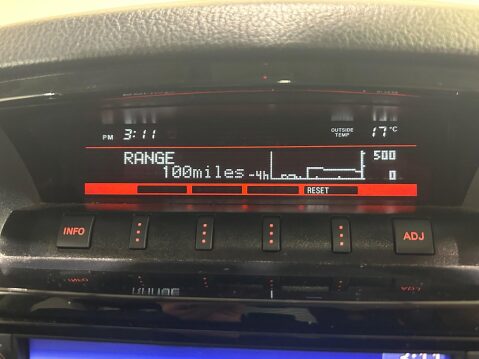 PM 3:11 OUTSIDE TEMP 17°C
RANGE 500
100miles -4h 0
RESET
INFO ADJ